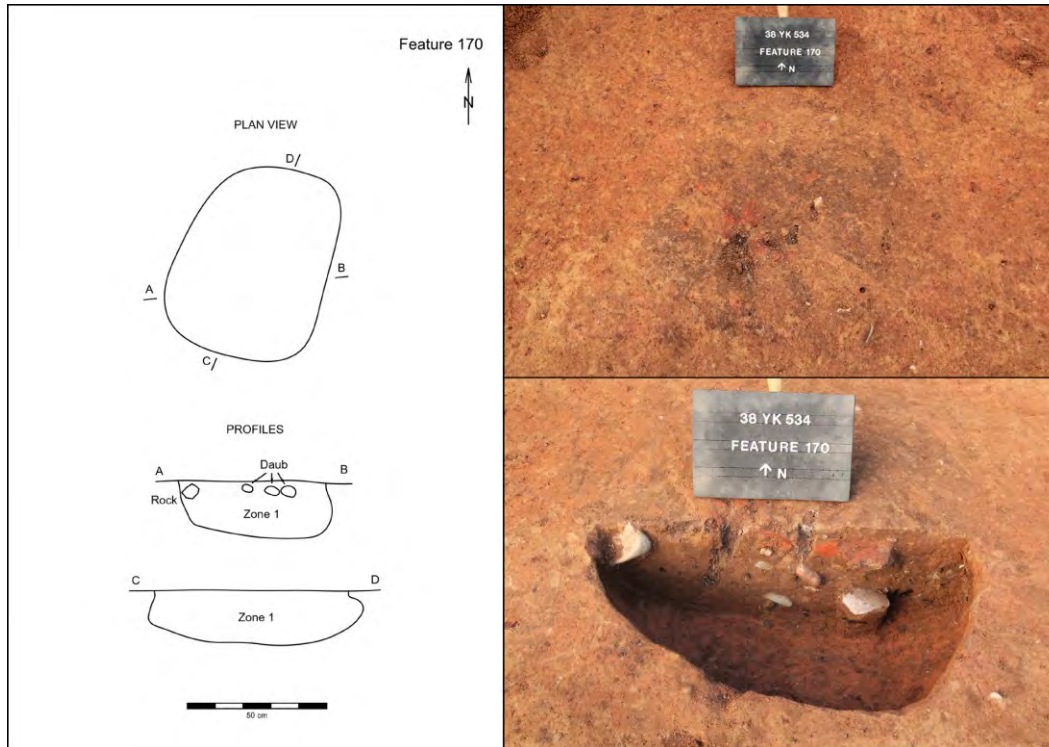 Feature 170
N
PLAN VIEW
D
B
A
C
PROFILES
A B
Daub
Rock
Zone 1
C D
Zone 1
50 cm
38 YK 534
FEATURE 170
↑ N
38 YK 534
FEATURE 170
↑ N